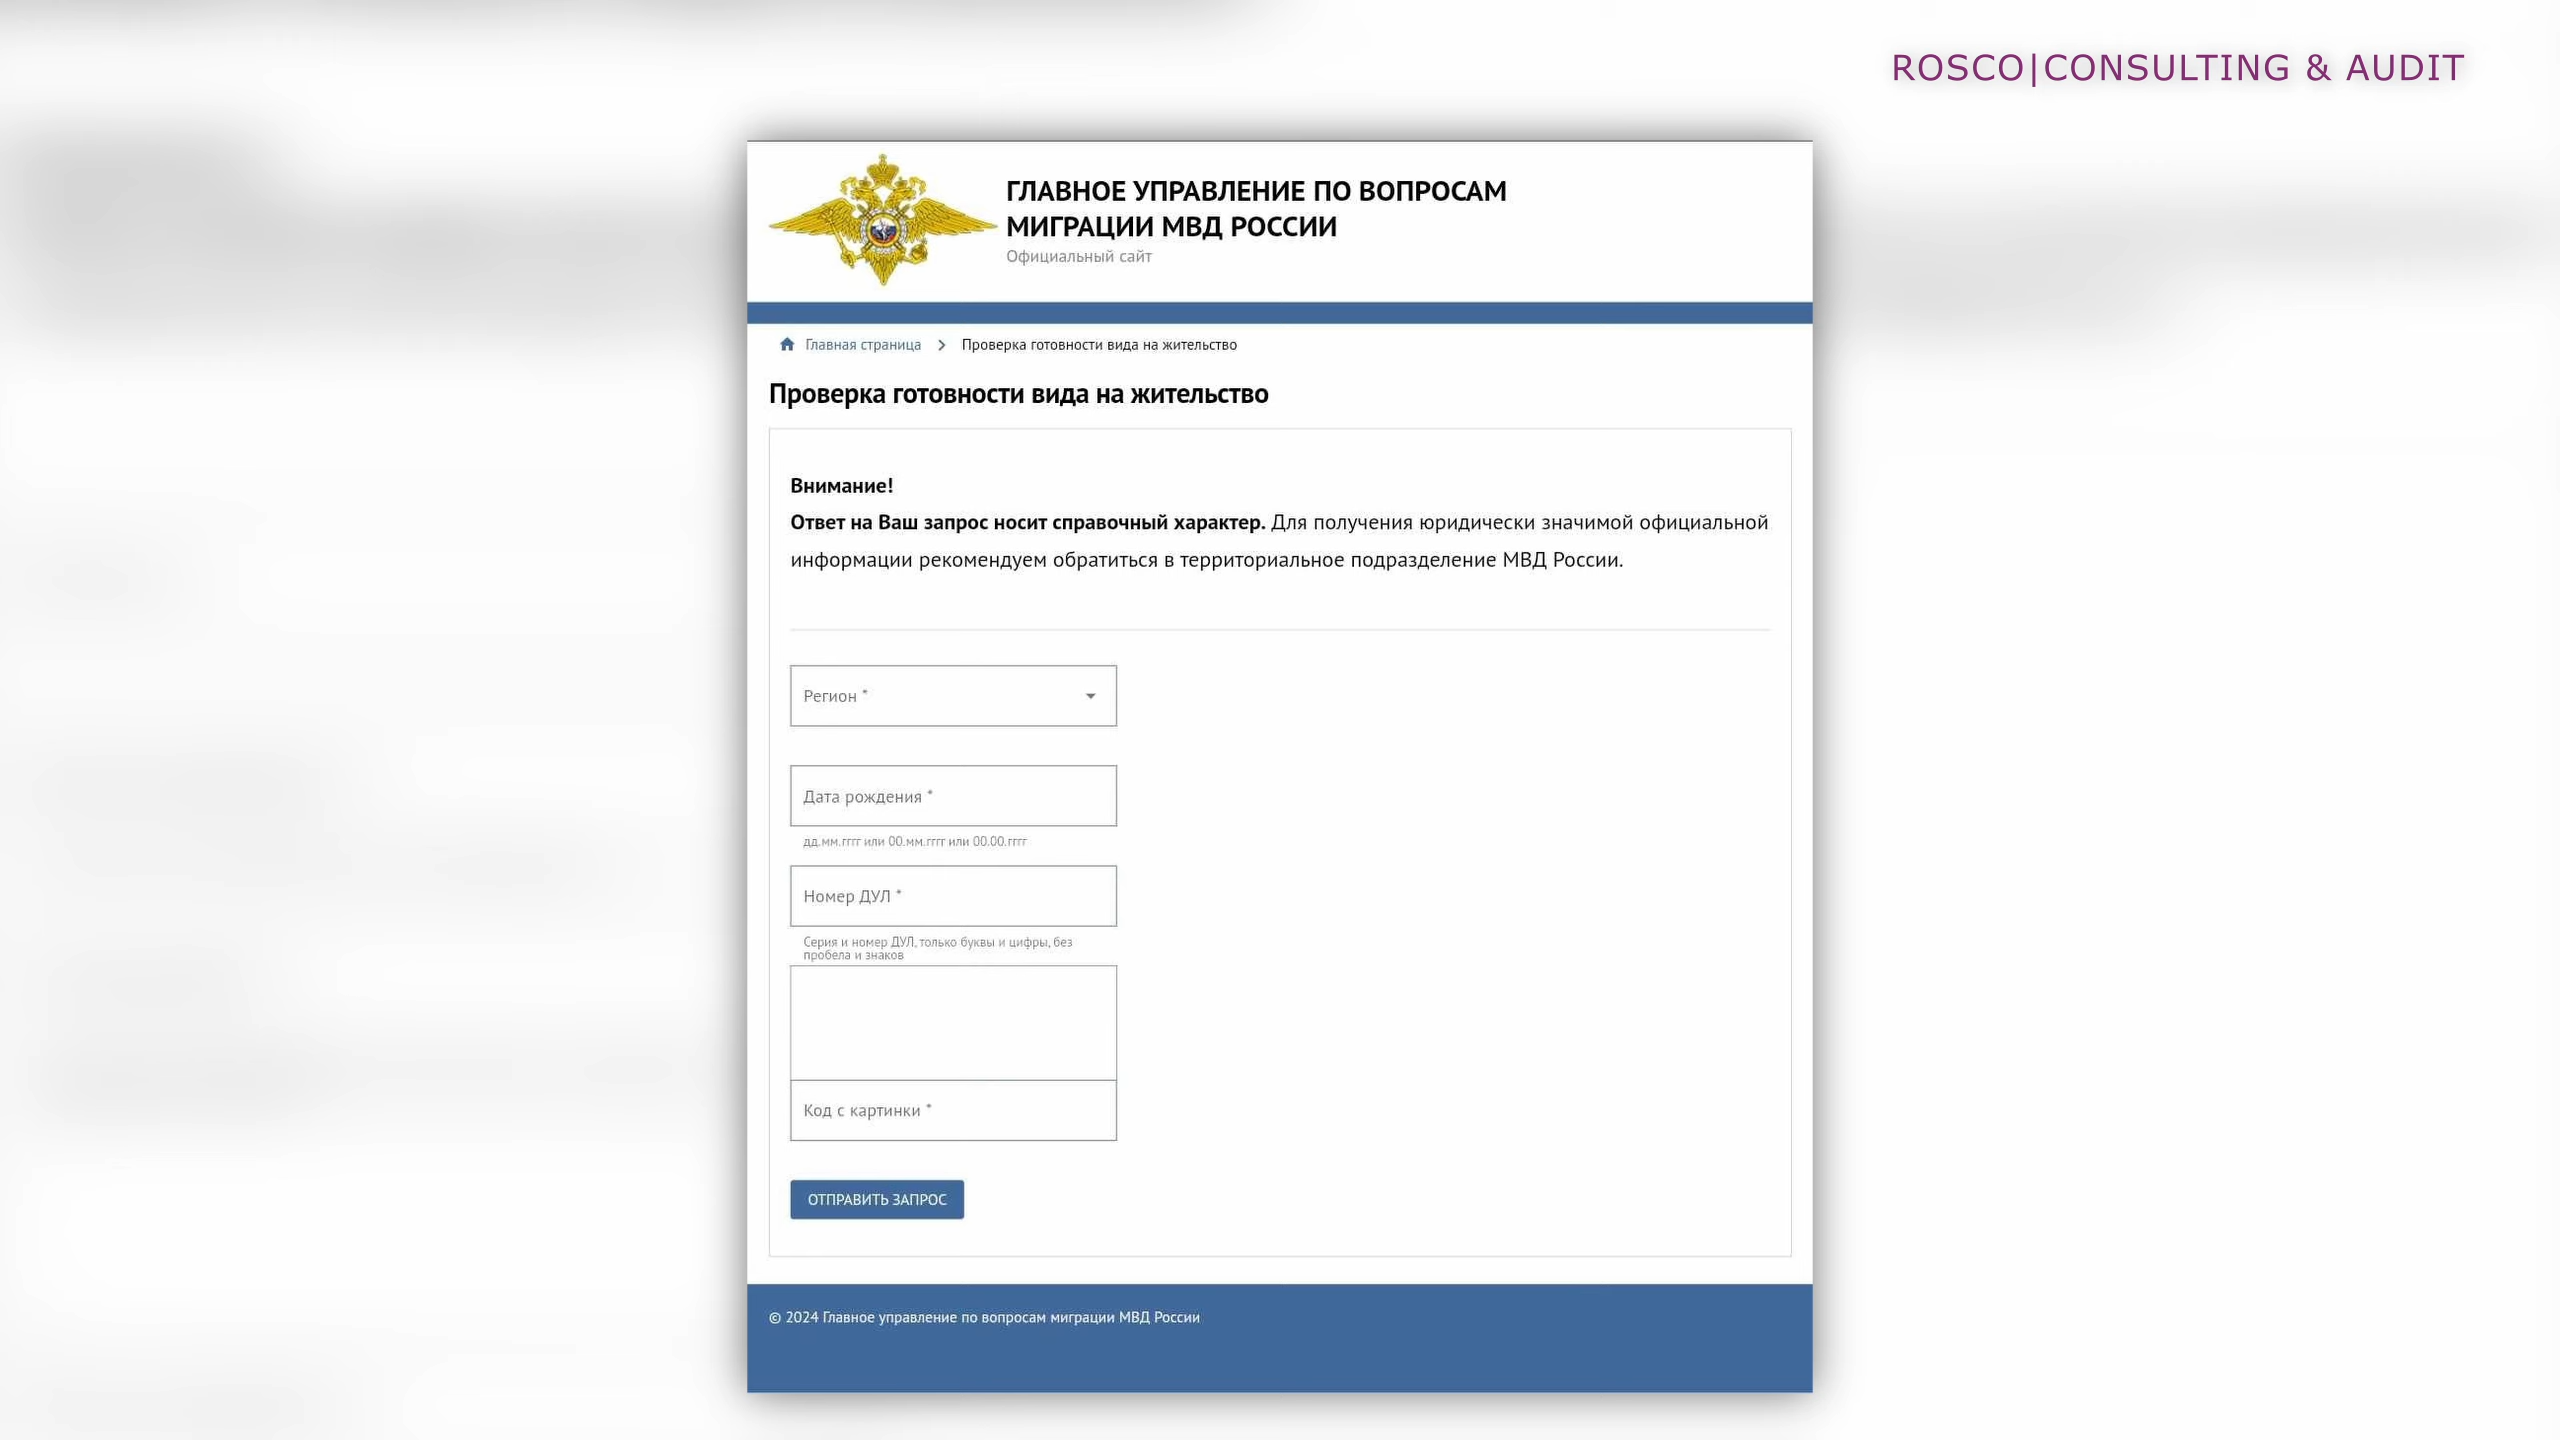 ROSCO|CONSULTING & AUDIT
ГЛАВНОЕ УПРАВЛЕНИЕ ПО ВОПРОСАМ
МИГРАЦИИ МВД РОССИИ
Официальный сайт
Главная страница > Проверка готовности вида на жительство
Проверка готовности вида на жительство
Внимание!
Ответ на Ваш запрос носит справочный характер. Для получения юридически значимой официальной
информации рекомендуем обратиться в территориальное подразделение МВД России.
Регион *
Дата рождения *
дд.мм.гггг или 00.мм.гггг или 00.00.гггг
Номер ДУЛ *
Серия и номер ДУЛ, только буквы и цифры, без
пробела и знаков
Код с картинки *
ОТПРАВИТЬ ЗАПРОС
© 2024 Главное управление по вопросам миграции МВД России